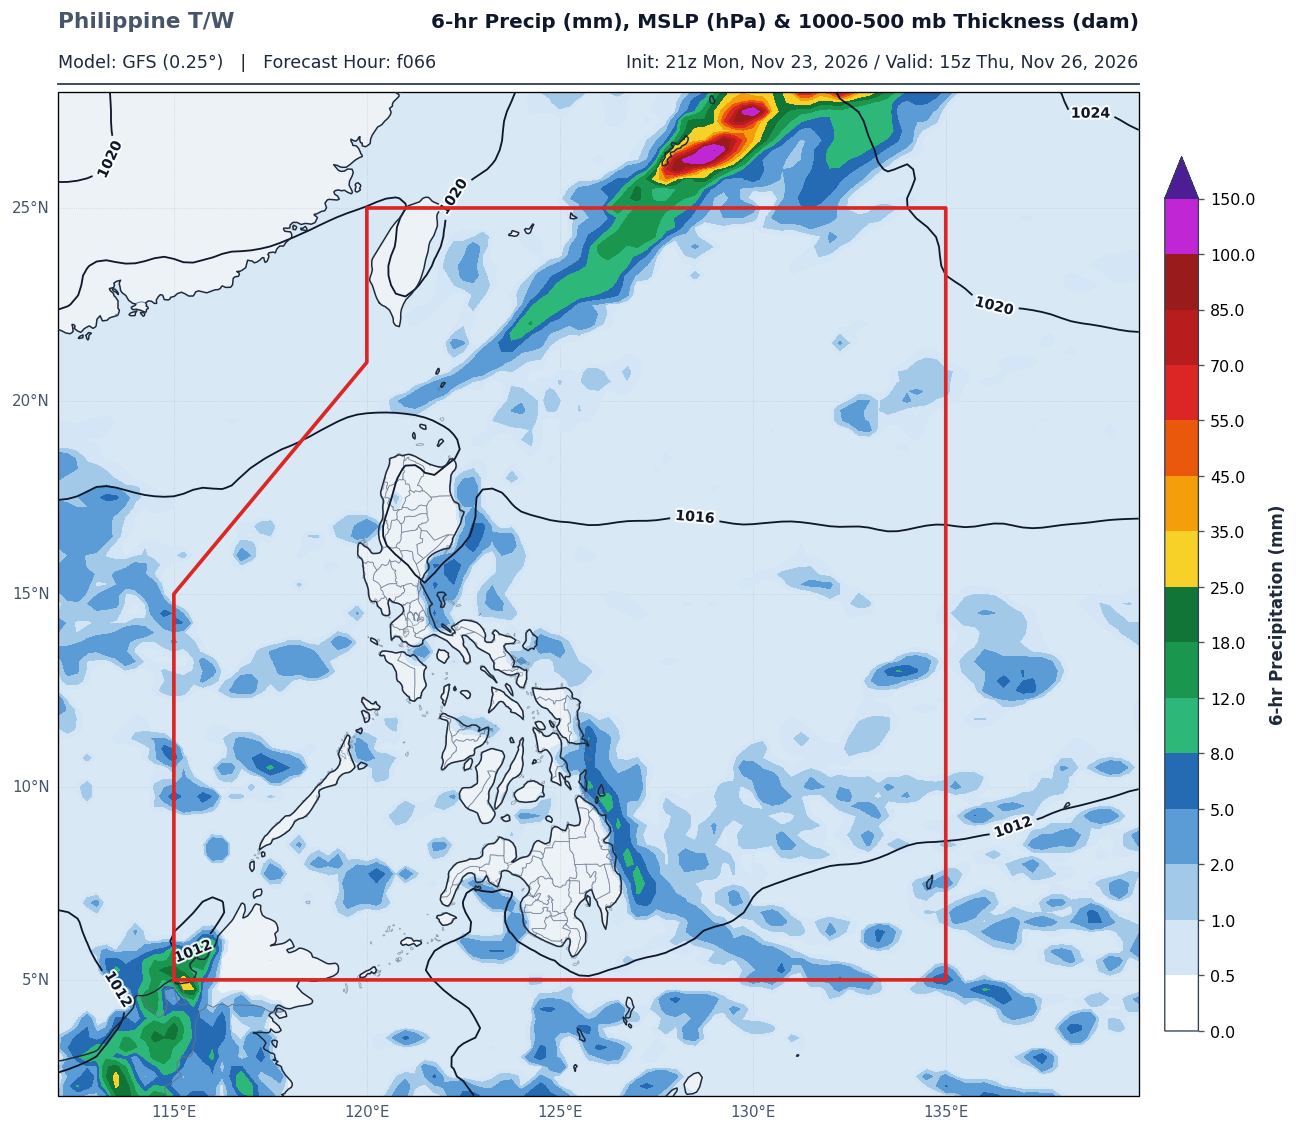 Philippine T/W
6-hr Precip (mm), MSLP (hPa) & 1000-500 mb Thickness (dam)
Model: GFS (0.25°) | Forecast Hour: f066
Init: 21z Mon, Nov 23, 2026 / Valid: 15z Thu, Nov 26, 2026
1020
1020
1024
1020
1016
1012
1012
1012
25°N
20°N
15°N
10°N
5°N
115°E
120°E
125°E
130°E
135°E
150.0
100.0
85.0
70.0
55.0
45.0
35.0
25.0
18.0
12.0
8.0
5.0
2.0
1.0
0.5
0.0
6-hr Precipitation (mm)